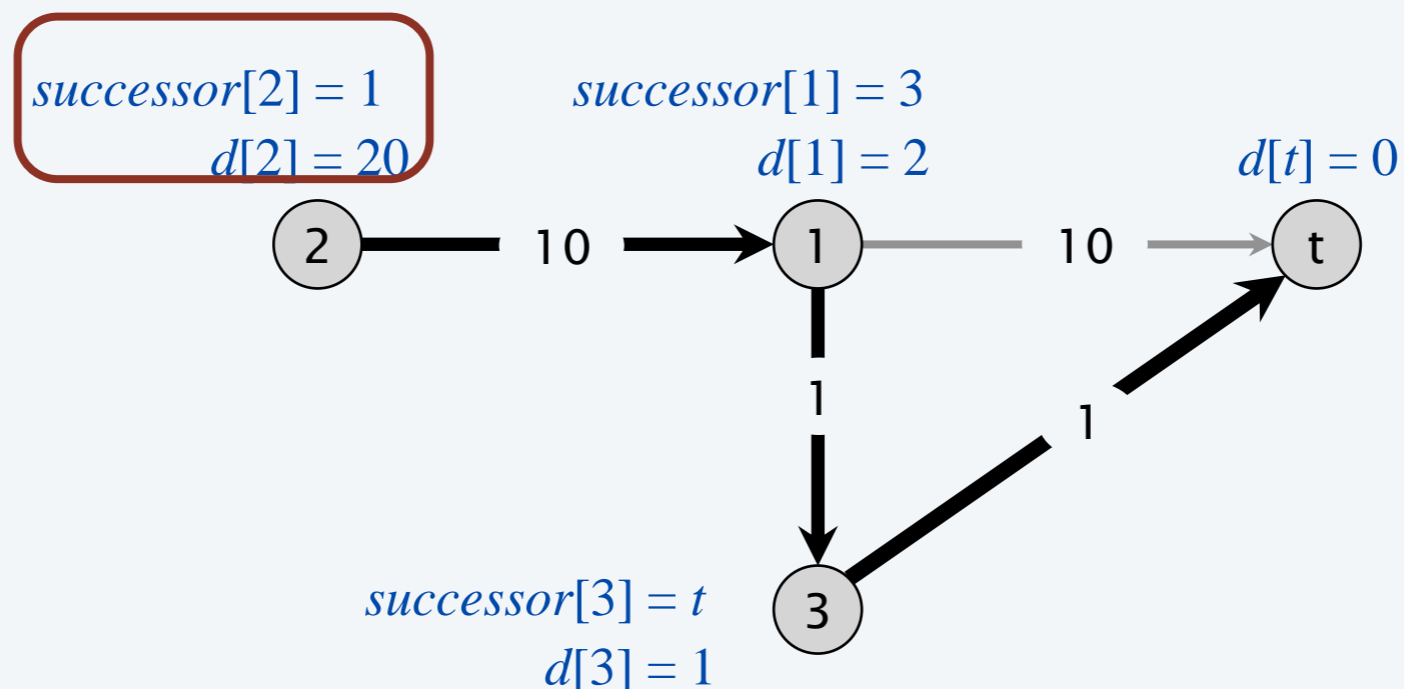 successor[2] = 1
d[2] = 20
successor[1] = 3
d[1] = 2
d[t] = 0
2
10
1
10
t
1
1
successor[3] = t
d[3] = 1
3